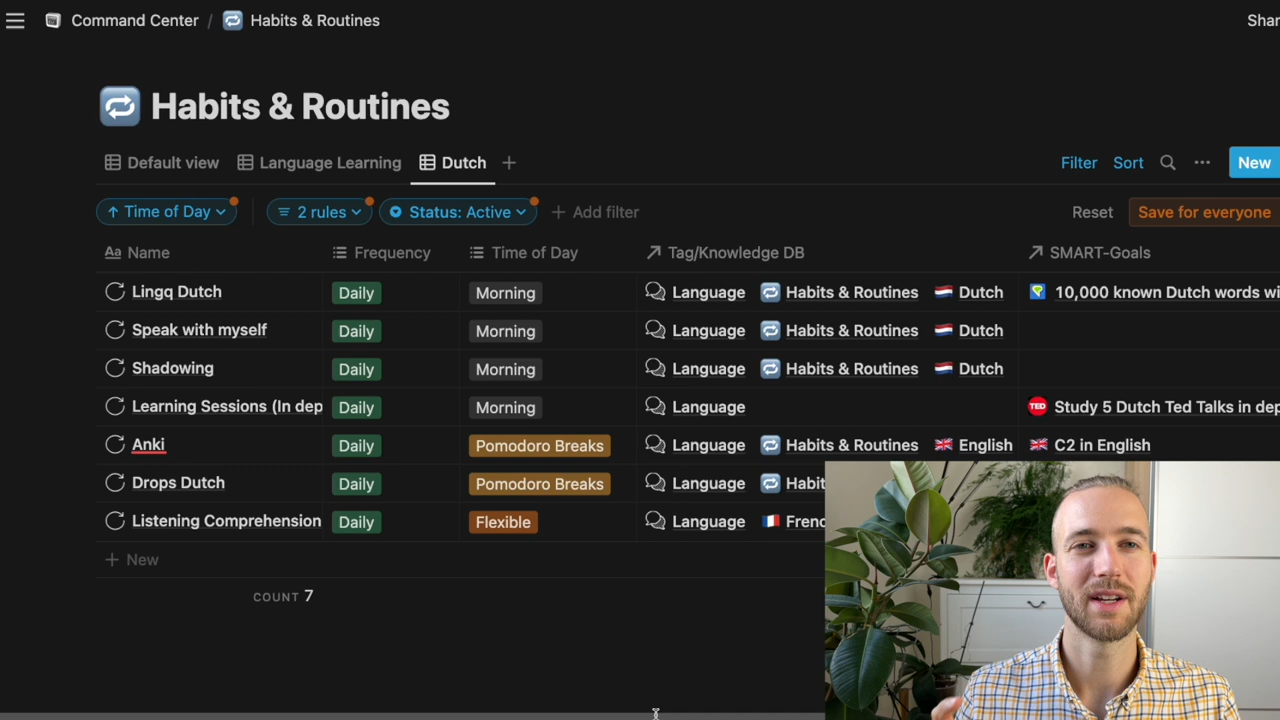 Command Center / Habits & Routines
Shar
Habits & Routines
Default view Language Learning Dutch
Filter Sort New
Time of Day 2 rules Status: Active Add filter
Reset Save for everyone
Aa Name Frequency Time of Day Tag/Knowledge DB SMART-Goals
Lingq Dutch Daily Morning Language Habits & Routines Dutch 10,000 known Dutch words wi
Speak with myself Daily Morning Language Habits & Routines Dutch
Shadowing Daily Morning Language Habits & Routines Dutch
Learning Sessions (In dep Daily Morning Language TED Study 5 Dutch Ted Talks in dep
Anki Daily Pomodoro Breaks Language Habits & Routines English C2 in English
Drops Dutch Daily Pomodoro Breaks Language Habit
Listening Comprehension Daily Flexible Language Frenc
New
COUNT 7